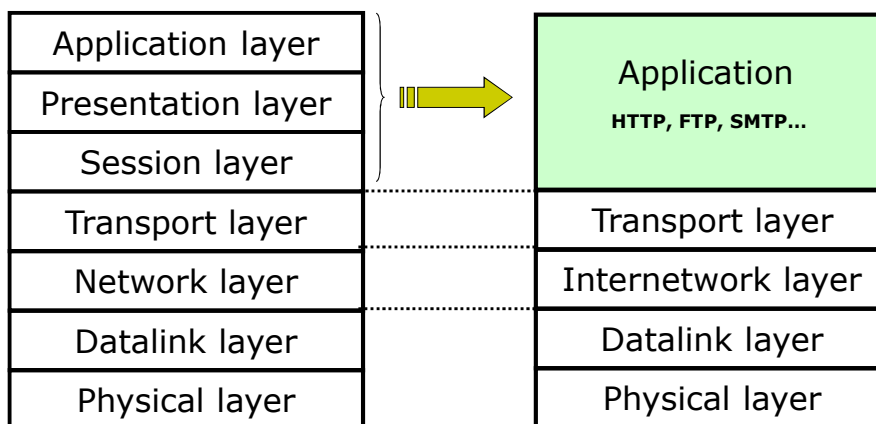 Application layer
Presentation layer
Session layer
Transport layer
Network layer
Datalink layer
Physical layer
Application
HTTP, FTP, SMTP...
Transport layer
Internetwork layer
Datalink layer
Physical layer